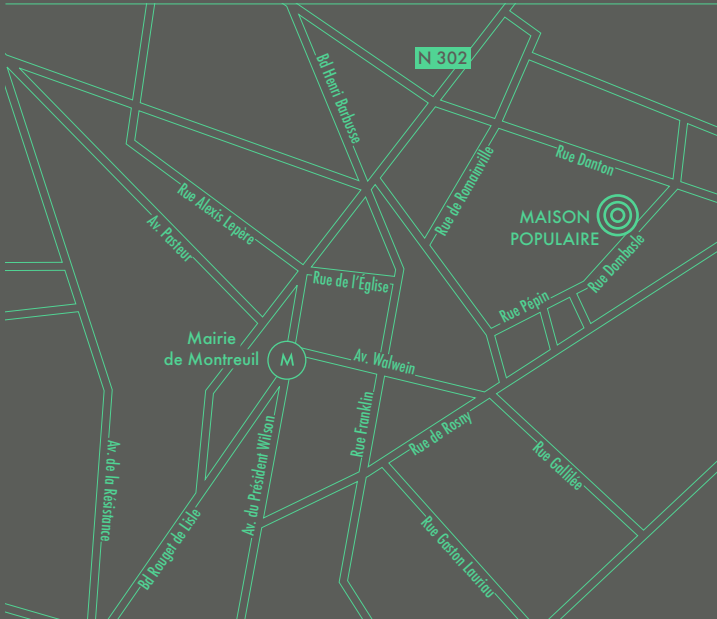 N 302
Bd Henri Barbusse
Rue Danton
Rue de Romainville
Rue Alexis Lepère
MAISON
POPULAIRE
Av. Pasteur
Rue Dombasle
Rue de l'Église
Rue Pépin
Mairie
de Montreuil
M
Av. Walwein
Rue Franklin
Rue de Rosny
Av. du Président Wilson
Rue Gallilée
Av. de la Résistance
Bd Rouget de Lisle
Rue Gaston Lauriau